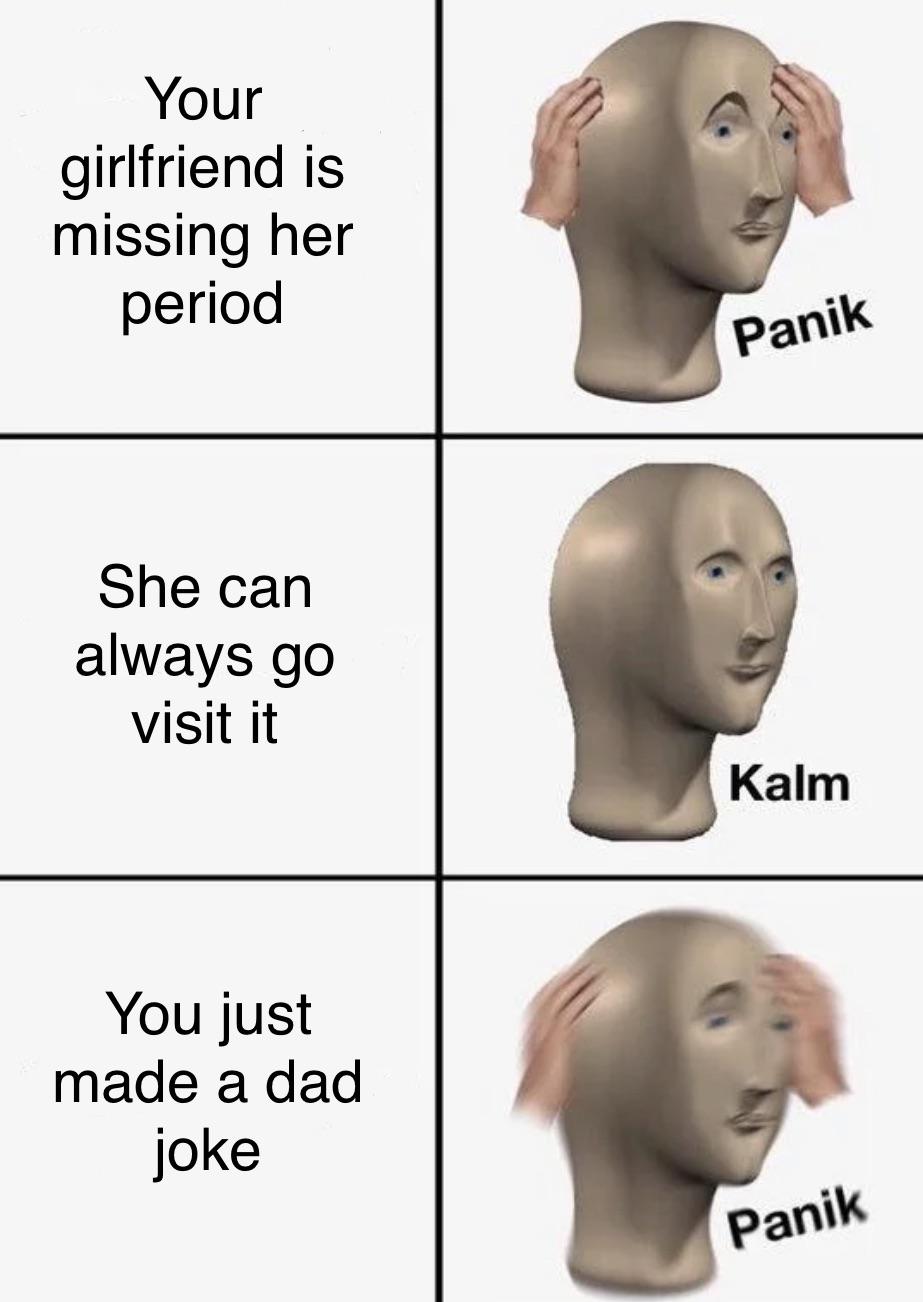 Your
girlfriend is
missing her
period
Panik
She can
always go
visit it
Kalm
You just
made a dad
joke
Panik